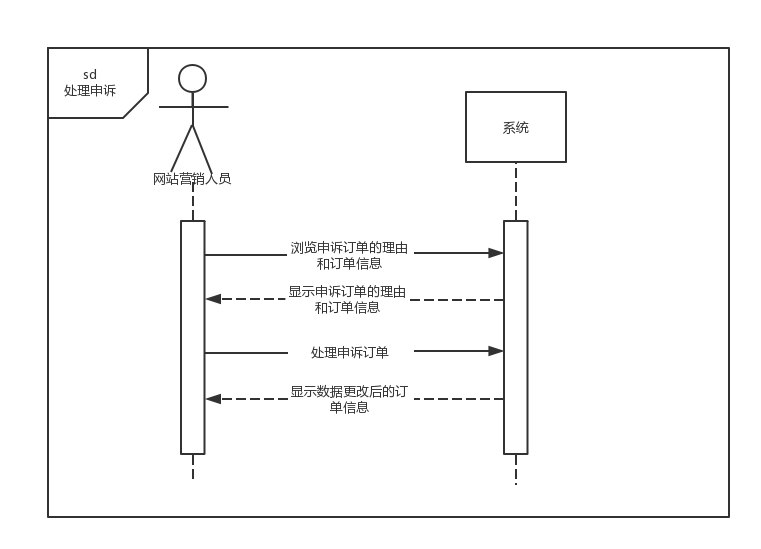 sd
处理申诉
系统
网站营销人员
浏览申诉订单的理由
和订单信息
显示申诉订单的理由
和订单信息
处理申诉订单
显示数据更改后的订
单信息